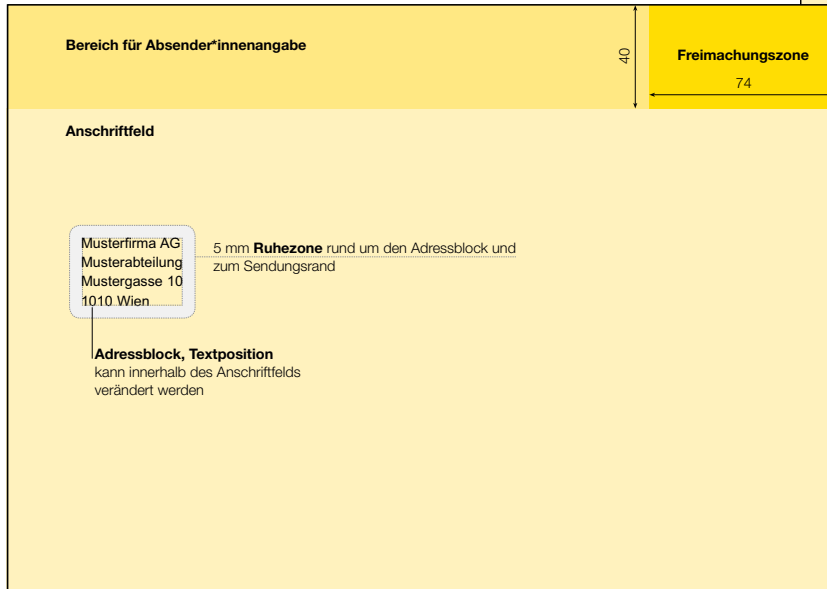 Bereich für Absender*innenangabe
40
Freimachungszone
74
Anschriftfeld
Musterfirma AG
Musterabteilung
Mustergasse 10
1010 Wien
5 mm Ruhezone rund um den Adressblock und
zum Sendungsrand
Adressblock, Textposition
kann innerhalb des Anschriftfelds
verändert werden